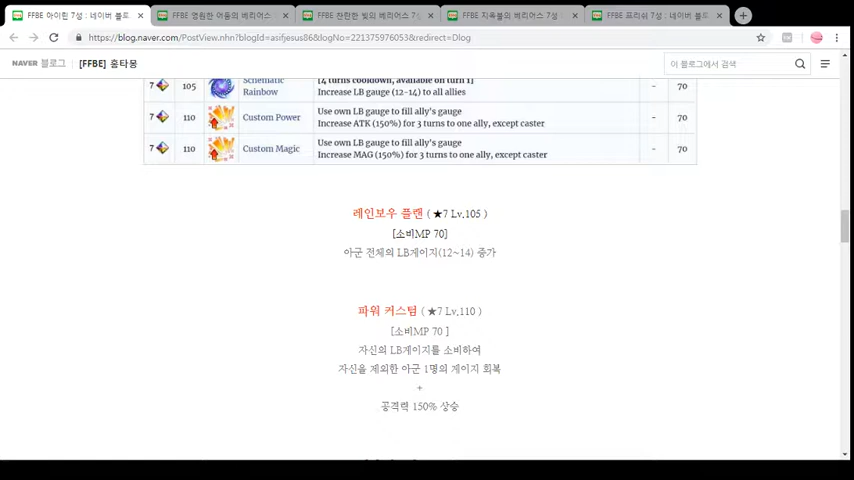 FFBE 아이린 7성 : 네이버 블로
FFBE 영원한 어둠의 베리어스
FFBE 찬란한 빛의 베리어스 7
FFBE 지옥불의 베리어스 7성
FFBE 프리쉬 7성 : 네이버 블로
https://blog.naver.com/PostView.nhn?blogId=asifjesus86&logNo=221375976053&redirect=Dlog
NAVER 블로그 [FFBE] 홀타몽
이 블로그에서 검색
7 105 Schematic Rainbow [4 turns cooldown, available on turn 1] - 70
Increase LB gauge (12-14) to all allies
7 110 Custom Power Use own LB gauge to fill ally's gauge - 70
Increase ATK (150%) for 3 turns to one ally, except caster
7 110 Custom Magic Use own LB gauge to fill ally's gauge - 70
Increase MAG (150%) for 3 turns to one ally, except caster
레인보우 플랜 ( ★7 Lv.105 )
[소비MP 70]
아군 전체의 LB게이지(12~14) 증가
파워 커스텀 ( ★7 Lv.110 )
[소비MP 70 ]
자신의 LB게이지를 소비하여
자신을 제외한 아군 1명의 게이지 회복
+
공격력 150% 상승